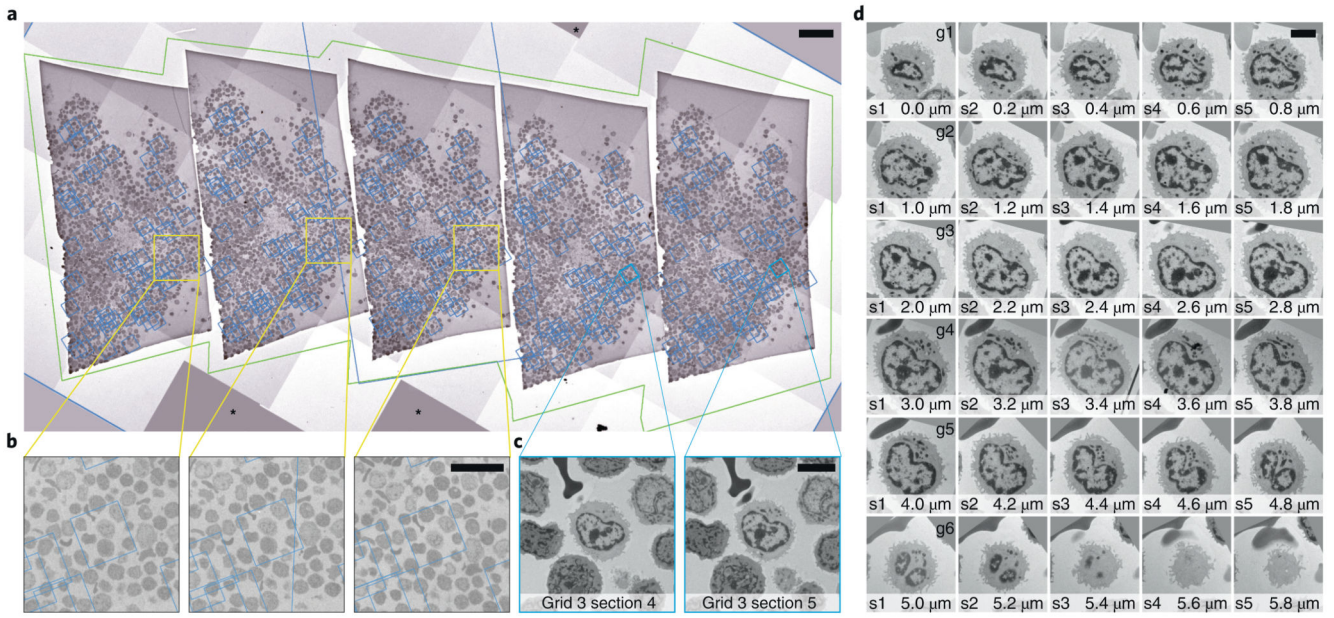 a
*
*
*
b
c
Grid 3 section 4
Grid 3 section 5
d
g1
s1 0.0 μm
s2 0.2 μm
s3 0.4 μm
s4 0.6 μm
s5 0.8 μm
g2
s1 1.0 μm
s2 1.2 μm
s3 1.4 μm
s4 1.6 μm
s5 1.8 μm
g3
s1 2.0 μm
s2 2.2 μm
s3 2.4 μm
s4 2.6 μm
s5 2.8 μm
g4
s1 3.0 μm
s2 3.2 μm
s3 3.4 μm
s4 3.6 μm
s5 3.8 μm
g5
s1 4.0 μm
s2 4.2 μm
s3 4.4 μm
s4 4.6 μm
s5 4.8 μm
g6
s1 5.0 μm
s2 5.2 μm
s3 5.4 μm
s4 5.6 μm
s5 5.8 μm